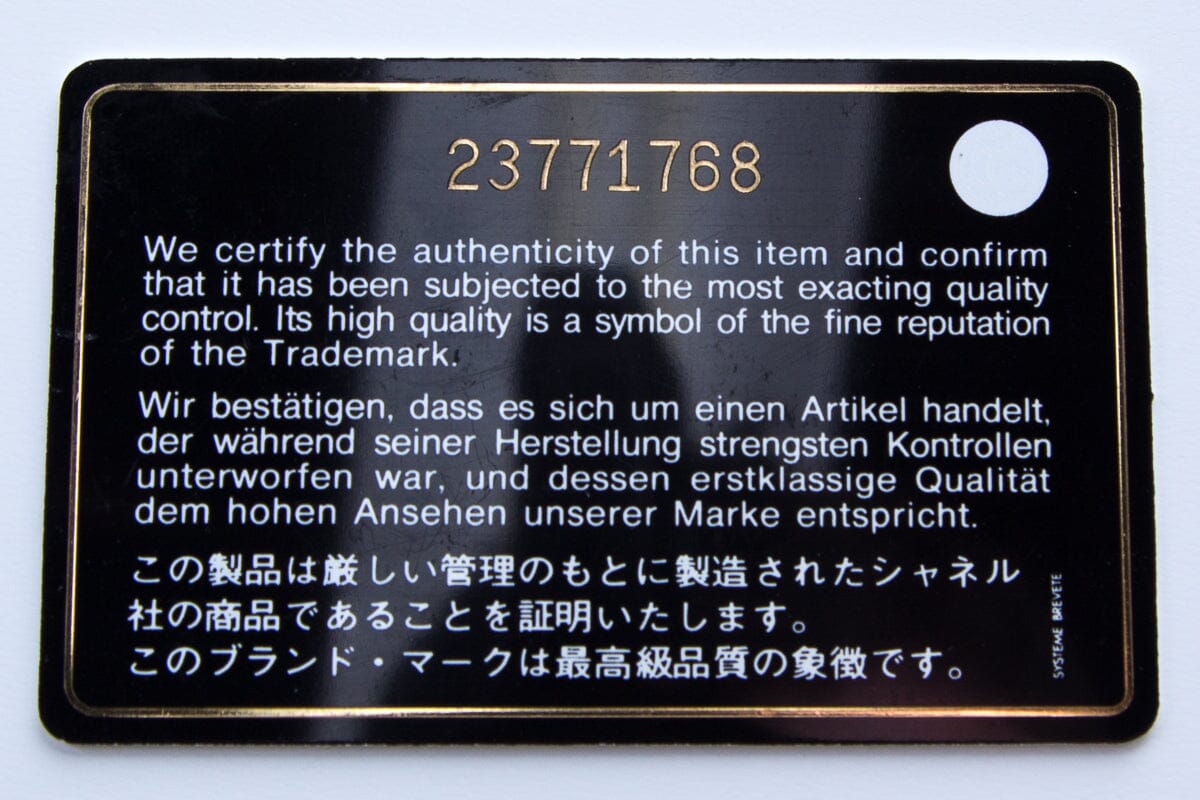 23771768
We certify the authenticity of this item and confirm
that it has been subjected to the most exacting quality
control. Its high quality is a symbol of the fine reputation
of the Trademark.
Wir bestätigen, dass es sich um einen Artikel handelt,
der während seiner Herstellung strengsten Kontrollen
unterworfen war, und dessen erstklassige Qualität
dem hohen Ansehen unserer Marke entspricht.
この製品は厳しい管理のもとに製造されたシャネル
社の商品であることを証明いたします。
このブランド・マークは最高級品質の象徴です。
SYSTEME BREVETE